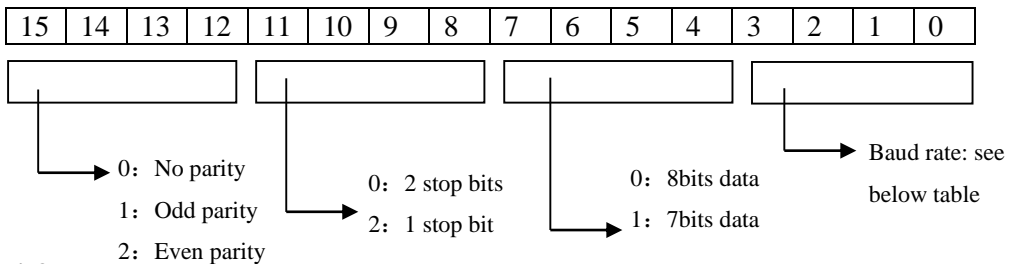 15 14 13 12 11 10 9 8 7 6 5 4 3 2 1 0
0：No parity
1：Odd parity
2：Even parity
0：2 stop bits
2：1 stop bit
0：8bits data
1：7bits data
Baud rate: see
below table